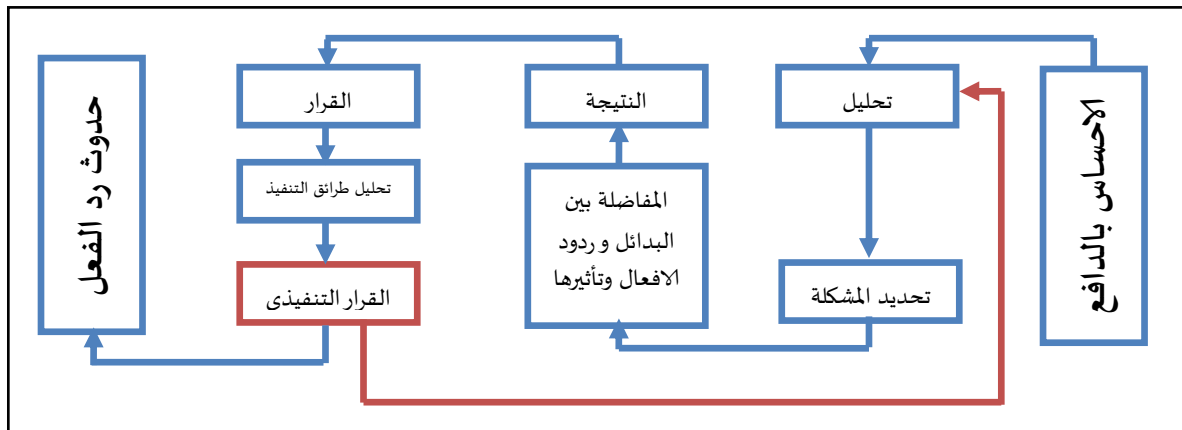 الاحساس بالدافع
تحليل
تحديد المشكلة
النتيجة
المفاضلة بين
البدائل و ردود
الافعال وتأثيرها
القرار
تحليل طرائق التنفيذ
القرار التنفيذى
حدوث رد الفعل